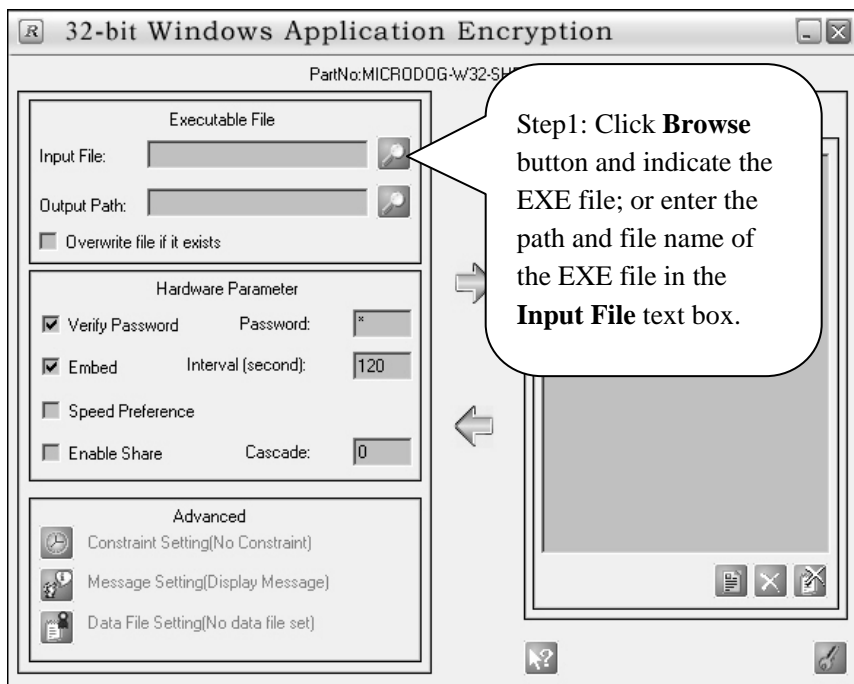 R 32-bit Windows Application Encryption
PartNo:MICRODOG-W32-SHE
Executable File
Input File:
Output Path:
Overwrite file if it exists
Hardware Parameter
Verify Password Password: *
Embed Interval (second): 120
Speed Preference
Enable Share Cascade: 0
Advanced
Constraint Setting(No Constraint)
Message Setting(Display Message)
Data File Setting(No data file set)
Step1: Click Browse
button and indicate the
EXE file; or enter the
path and file name of
the EXE file in the
Input File text box.